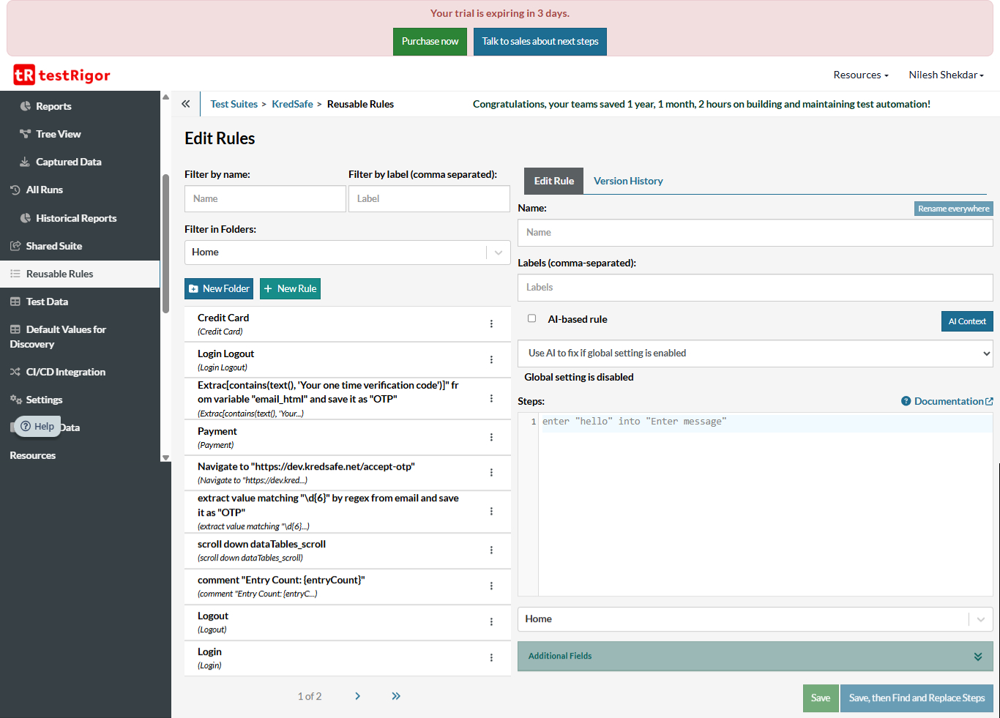 Your trial is expiring in 3 days.
Purchase now
Talk to sales about next steps
tR testRigor
Resources
Nilesh Shekdar
Reports
Tree View
Captured Data
All Runs
Historical Reports
Shared Suite
Reusable Rules
Test Data
Default Values for
Discovery
CI/CD Integration
Settings
Help
Data
Resources
Test Suites > KredSafe > Reusable Rules
Congratulations, your teams saved 1 year, 1 month, 2 hours on building and maintaining test automation!
Edit Rules
Filter by name:
Name
Filter by label (comma separated):
Label
Filter in Folders:
Home
New Folder
New Rule
Credit Card
(Credit Card)
Login Logout
(Login Logout)
Extrac[contains(text(), 'Your one time verification code')]" fr
om variable "email_html" and save it as "OTP"
(Extrac[contains(text(), 'Your...)
Payment
(Payment)
Navigate to "https://dev.kredsafe.net/accept-otp"
(Navigate to "https://dev.kred...)
extract value matching "\d{6}" by regex from email and save
it as "OTP"
(extract value matching "\d{6}...)
scroll down dataTables_scroll
(scroll down dataTables_scroll)
comment "Entry Count: {entryCount}"
(comment "Entry Count: {entryC...)
Logout
(Logout)
Login
(Login)
1 of 2
Edit Rule
Version History
Name:
Rename everywhere
Name
Labels (comma-separated):
Labels
AI-based rule
AI Context
Use AI to fix if global setting is enabled
Global setting is disabled
Steps:
Documentation
1 enter "hello" into "Enter message"
Home
Additional Fields
Save
Save, then Find and Replace Steps